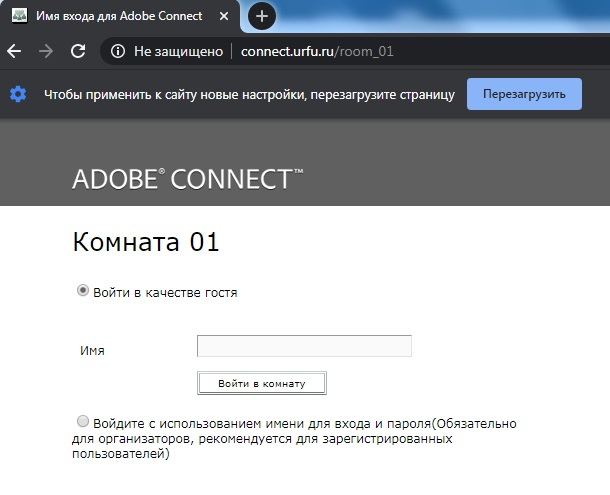 Имя входа для Adobe Connect
Не защищено connect.urfu.ru/room_01
Чтобы применить к сайту новые настройки, перезагрузите страницу Перезагрузить
ADOBE® CONNECT™
Комната 01
Войти в качестве гостя
Имя
Войти в комнату
Войдите с использованием имени для входа и пароля(Обязательно
для организаторов, рекомендуется для зарегистрированных
пользователей)